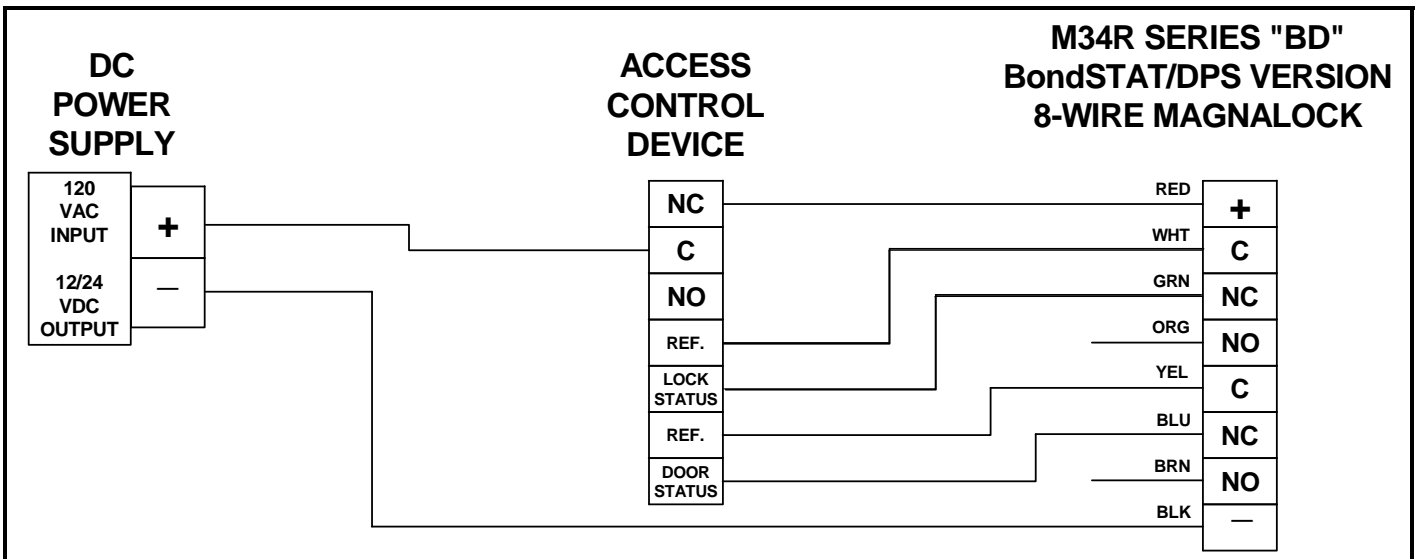 DC
POWER
SUPPLY
120
VAC
INPUT
12/24
VDC
OUTPUT
+
—
ACCESS
CONTROL
DEVICE
NC
C
NO
REF.
LOCK
STATUS
REF.
DOOR
STATUS
M34R SERIES "BD"
BondSTAT/DPS VERSION
8-WIRE MAGNALOCK
RED +
WHT C
GRN NC
ORG NO
YEL C
BLU NC
BRN NO
BLK —